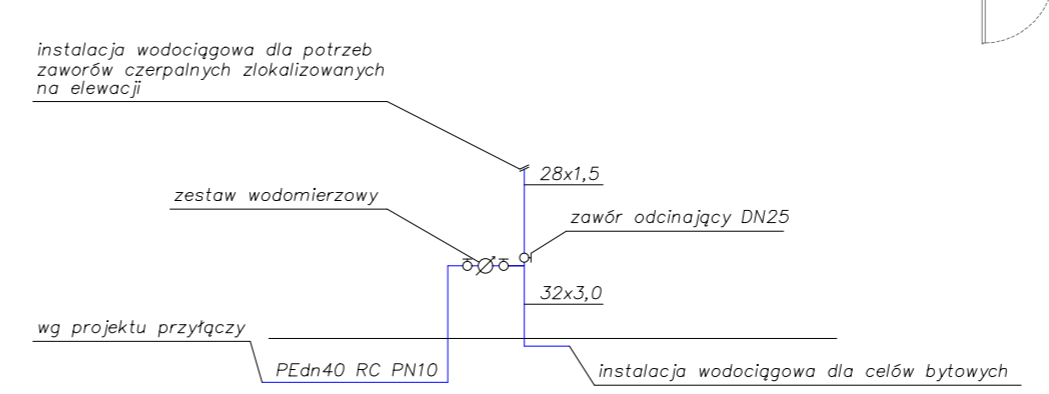 instalacja wodociągowa dla potrzeb
zaworów czerpalnych zlokalizowanych
na elewacji
28x1,5
zestaw wodomierzowy
zawór odcinający DN25
32x3,0
wg projektu przyłączy
PEdn40 RC PN10
instalacja wodociągowa dla celów bytowych